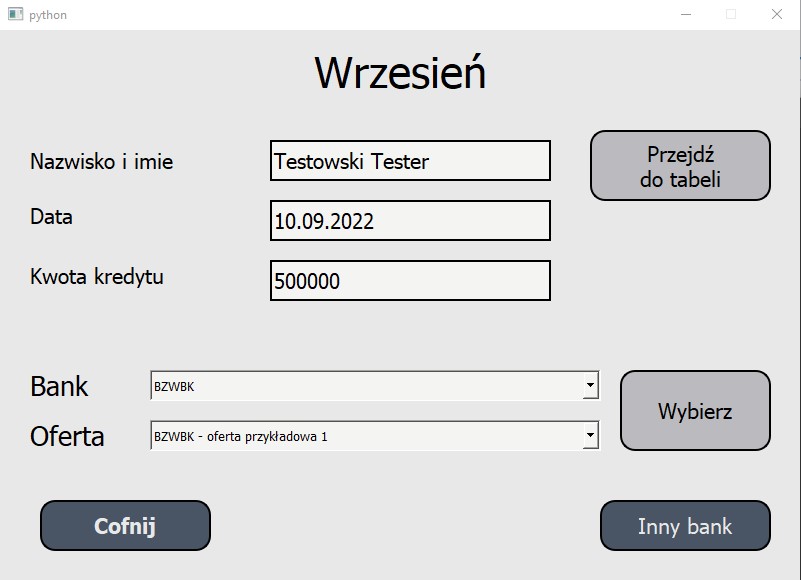 python
Wrzesień
Nazwisko i imie
Testowski Tester
Przejdź
do tabeli
Data
10.09.2022
Kwota kredytu
500000
Bank
BZWBK
Wybierz
Oferta
BZWBK - oferta przykładowa 1
Cofnij
Inny bank